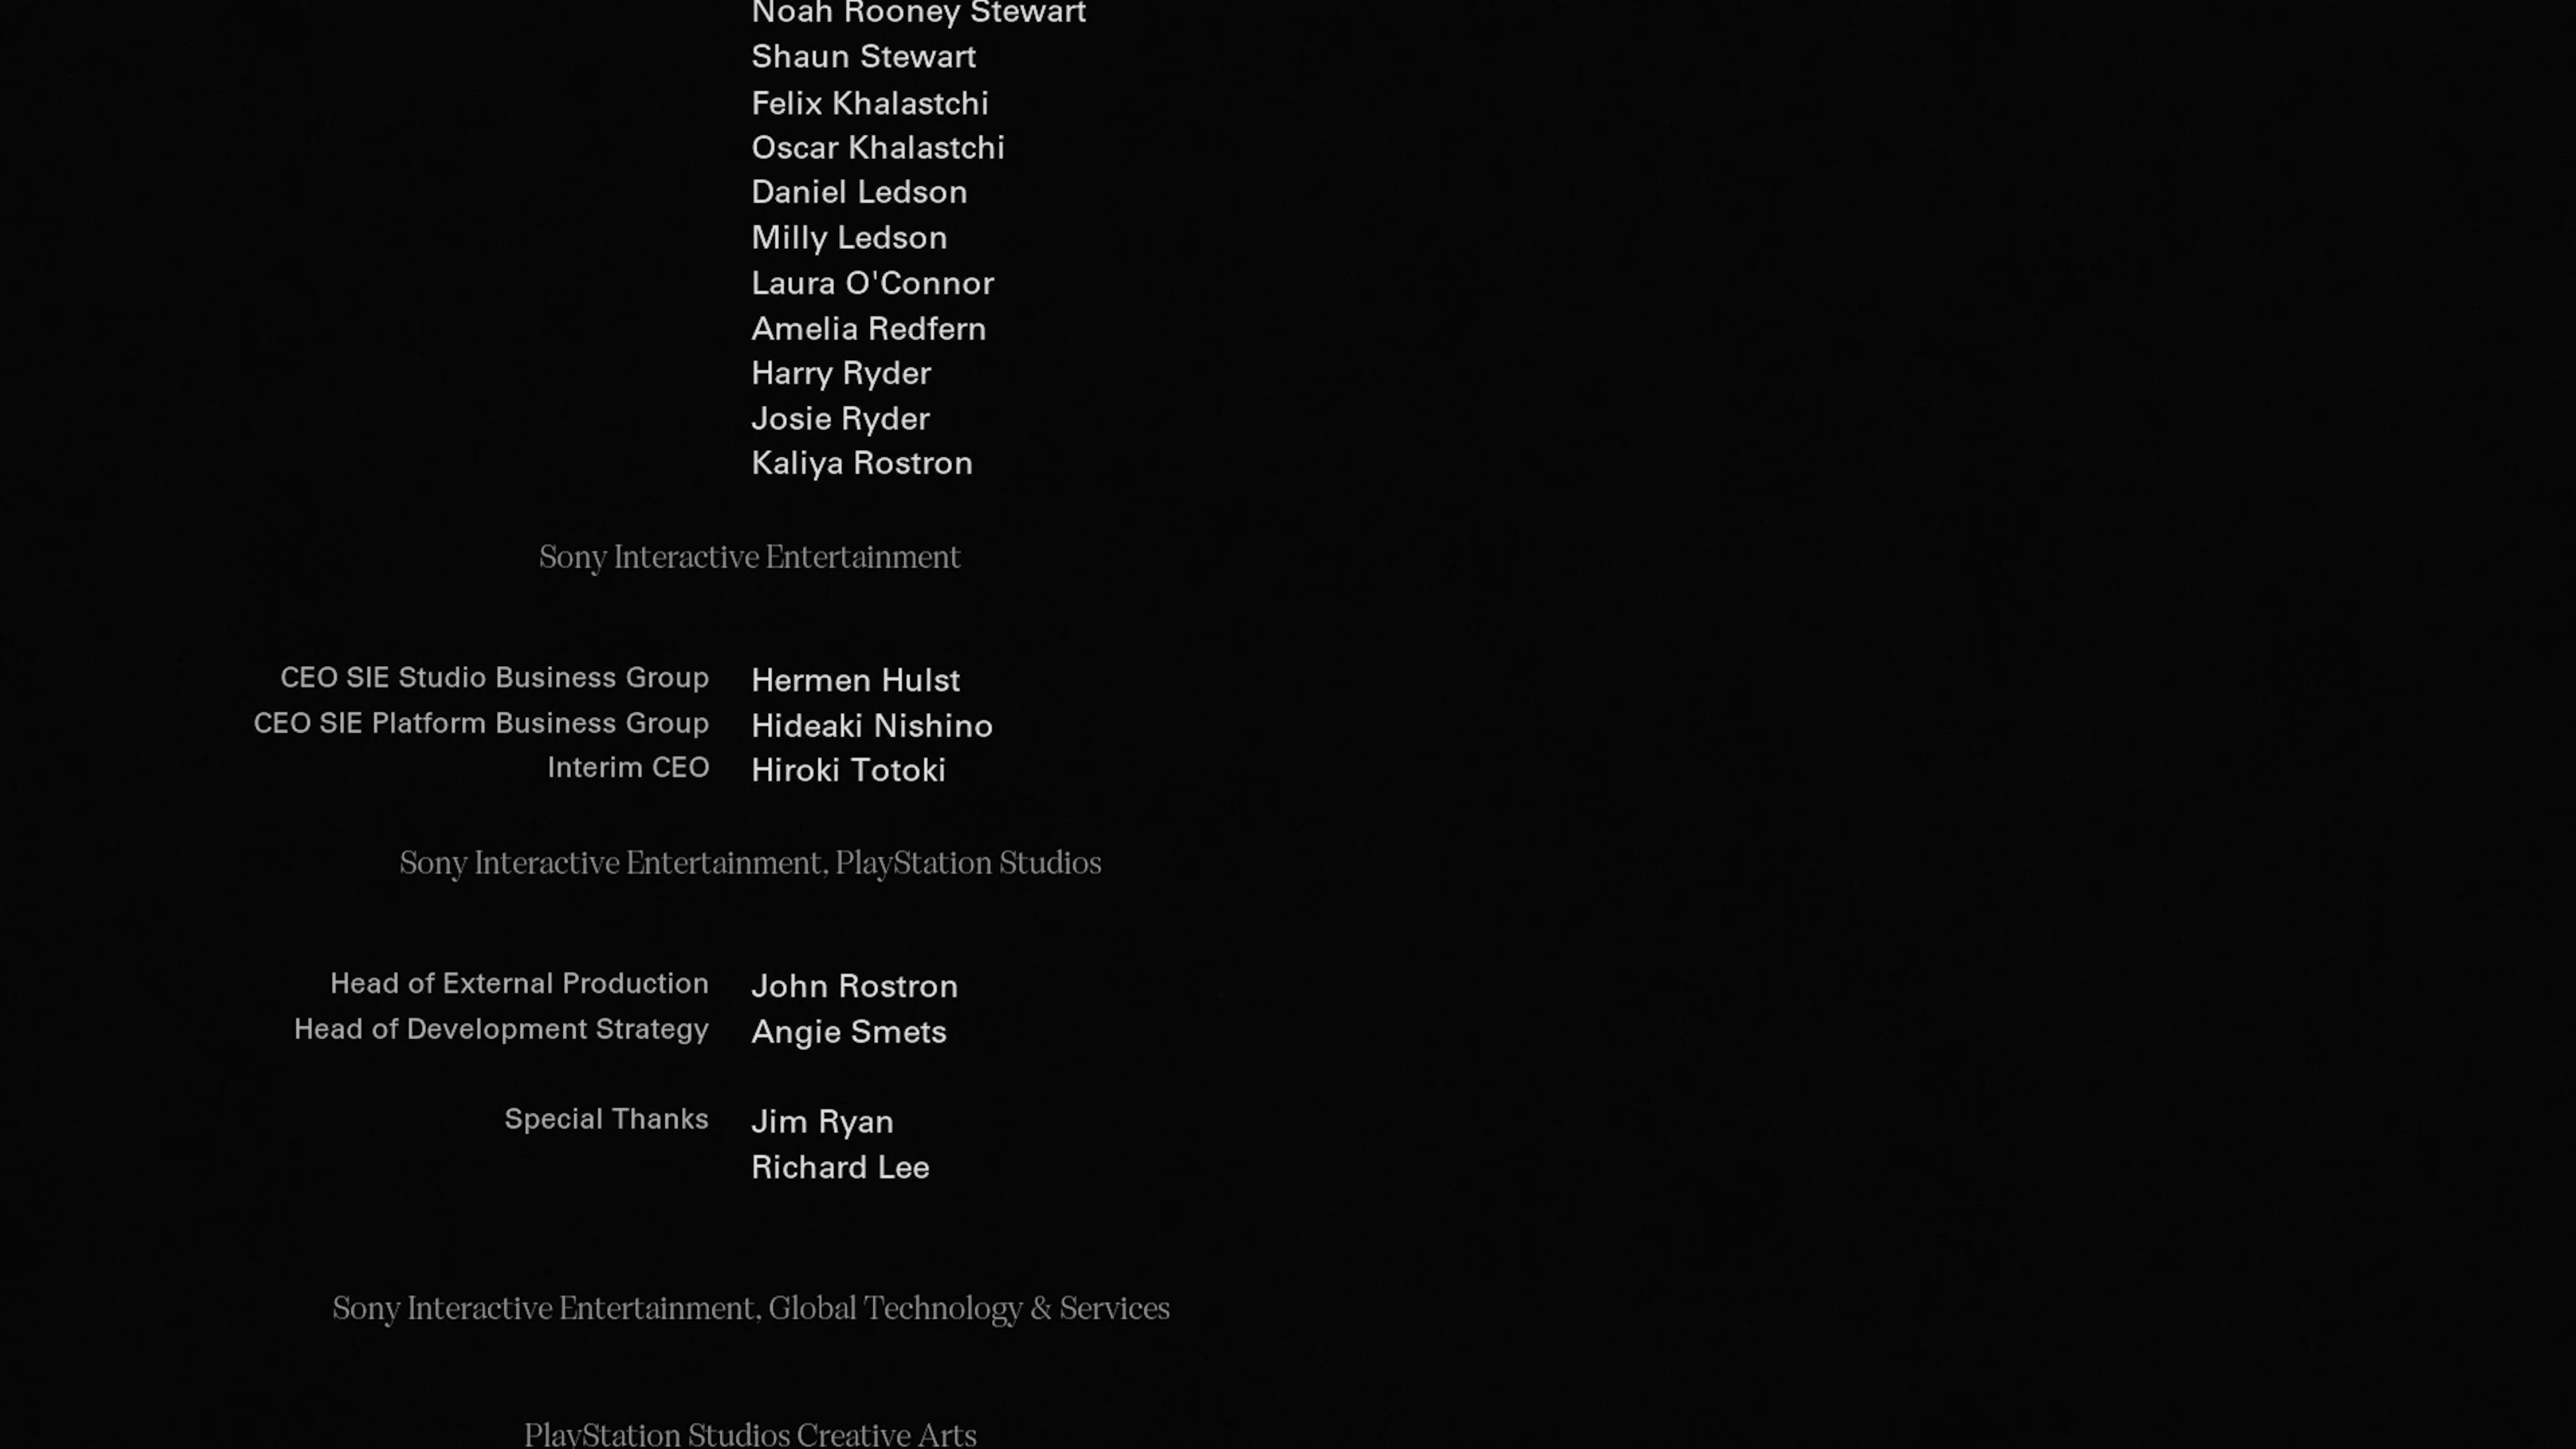 Noah Rooney Stewart
Shaun Stewart
Felix Khalastchi
Oscar Khalastchi
Daniel Ledson
Milly Ledson
Laura O'Connor
Amelia Redfern
Harry Ryder
Josie Ryder
Kaliya Rostron
Sony Interactive Entertainment
CEO SIE Studio Business Group Hermen Hulst
CEO SIE Platform Business Group Hideaki Nishino
Interim CEO Hiroki Totoki
Sony Interactive Entertainment, PlayStation Studios
Head of External Production John Rostron
Head of Development Strategy Angie Smets
Special Thanks Jim Ryan
Richard Lee
Sony Interactive Entertainment, Global Technology & Services
PlayStation Studios Creative Arts